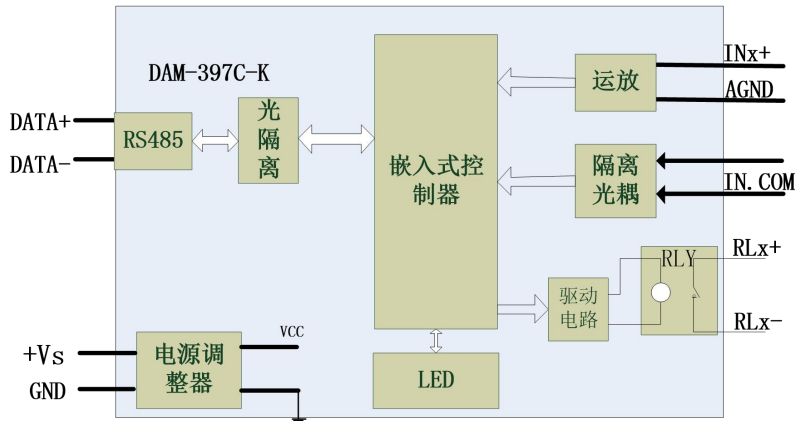 DAM-397C-K
DATA+
DATA-
RS485
光
隔
离
嵌入式控
制器
运放
INx+
AGND
隔离
光耦
IN.COM
驱动
电路
RLY
RLx+
RLx-
+Vs
GND
电源调
整器
VCC
LED